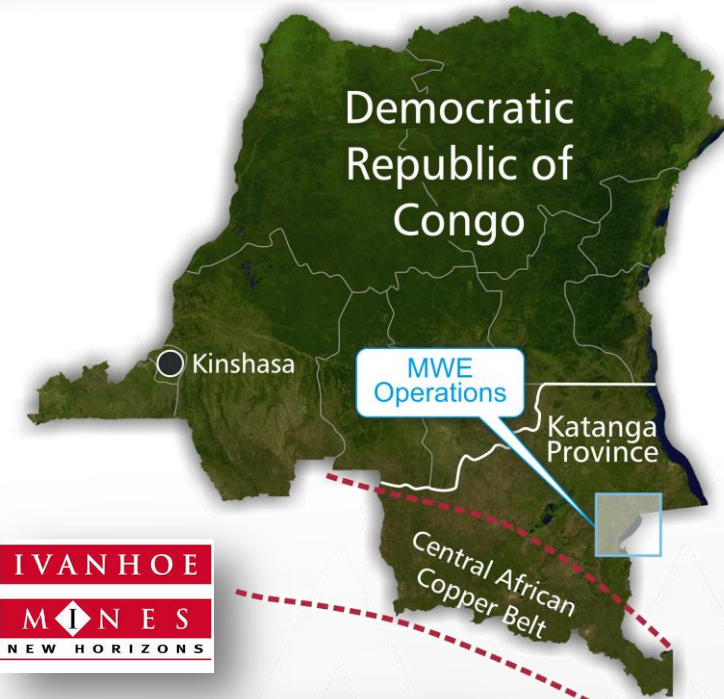 Democratic
Republic of
Congo
Kinshasa
MWE
Operations
Katanga
Province
Central African
Copper Belt
IVANHOE
MINES
NEW HORIZONS